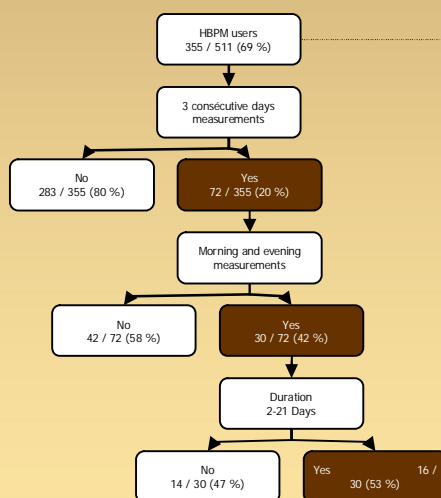 HBPM users
355 / 511 (69 %)
3 consécutive days
measurements
No
283 / 355 (80 %)
Yes
72 / 355 (20 %)
Morning and evening
measurements
No
42 / 72 (58 %)
Yes
30 / 72 (42 %)
Duration
2-21 Days
No
14 / 30 (47 %)
Yes 16 /
30 (53 %)